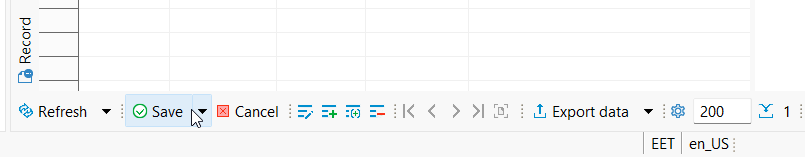 Record
Refresh Save Cancel Export data 200 1
EET en_US